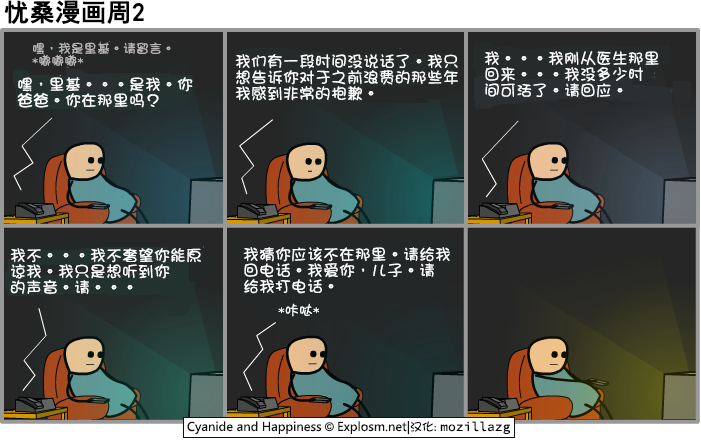 忧桑漫画周2
嘿，我是里基。请留言。
*嘟嘟嘟*
嘿，里基。。。是我。你
爸爸。你在那里吗？
我们有一段时间没说话了。我只
想告诉你对于之前浪费的那些年
我感到非常的抱歉。
我。。。我刚从医生那里
回来。。。我没多少时
间可活了。请回应。
我不。。。我不奢望你能原
谅我。我只是想听到你
的声音。请。。。
我猜你应该不在那里。请给我
回电话。我爱你，儿子。请
给我打电话。
*咔哒*
Cyanide and Happiness © Explosm.net|汉化: mozillazg